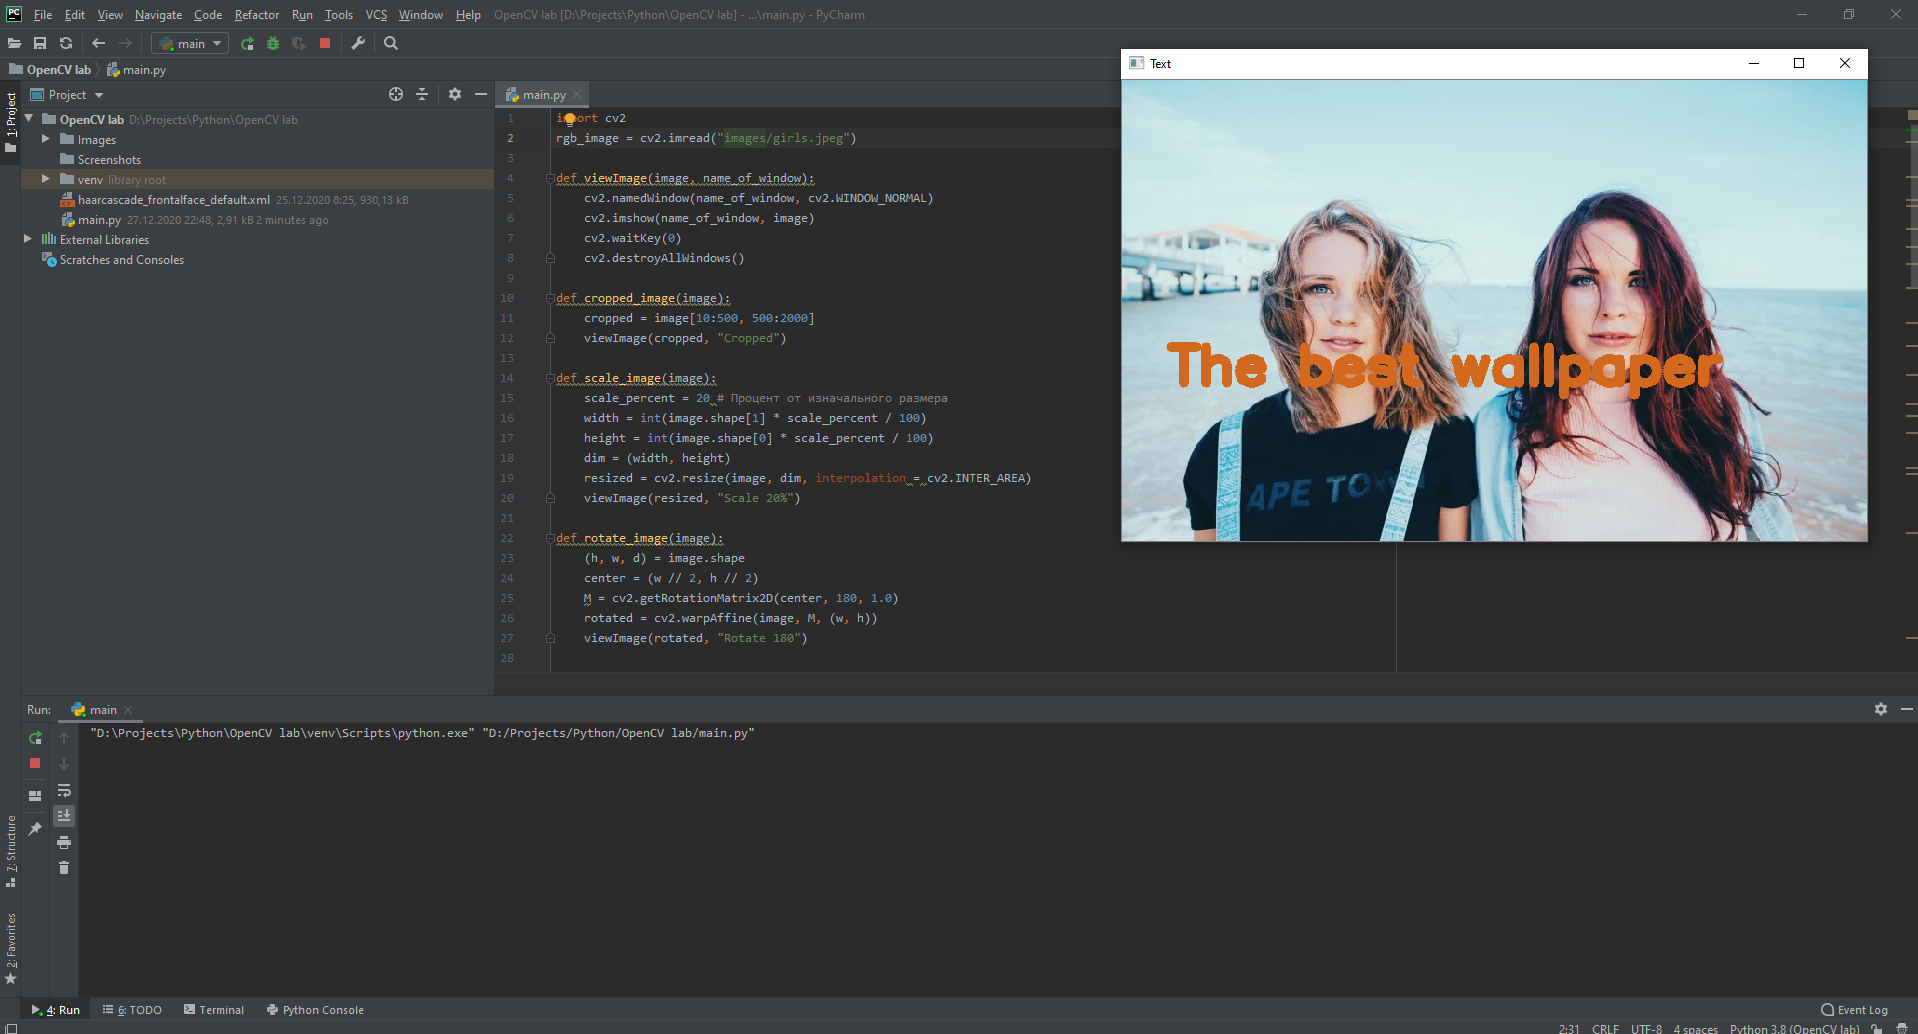 PC File Edit View Navigate Code Refactor Run Tools VCS Window Help OpenCV lab [D:\Projects\Python\OpenCV lab] - ...\main.py - PyCharm
main
OpenCV lab main.py
Text
1: Project
Project
main.py
OpenCV lab D:\Projects\Python\OpenCV lab
Images
Screenshots
venv library root
haarcascade_frontalface_default.xml 25.12.2020 8:25, 930,13 kB
main.py 27.12.2020 22:48, 2,91 kB 2 minutes ago
External Libraries
Scratches and Consoles
1 import cv2
2 rgb_image = cv2.imread("images/girls.jpeg")
3
4 def viewImage(image, name_of_window):
5 cv2.namedWindow(name_of_window, cv2.WINDOW_NORMAL)
6 cv2.imshow(name_of_window, image)
7 cv2.waitKey(0)
8 cv2.destroyAllWindows()
9
10 def cropped_image(image):
11 cropped = image[10:500, 500:2000]
12 viewImage(cropped, "Cropped")
13
14 def scale_image(image):
15 scale_percent = 20 # Процент от изначального размера
16 width = int(image.shape[1] * scale_percent / 100)
17 height = int(image.shape[0] * scale_percent / 100)
18 dim = (width, height)
19 resized = cv2.resize(image, dim, interpolation = cv2.INTER_AREA)
20 viewImage(resized, "Scale 20%")
21
22 def rotate_image(image):
23 (h, w, d) = image.shape
24 center = (w // 2, h // 2)
25 M = cv2.getRotationMatrix2D(center, 180, 1.0)
26 rotated = cv2.warpAffine(image, M, (w, h))
27 viewImage(rotated, "Rotate 180")
28
The best wallpaper
APE TOWN
Run: main
"D:\Projects\Python\OpenCV lab\venv\Scripts\python.exe" "D:/Projects/Python/OpenCV lab/main.py"
7: Structure
2: Favorites
4: Run 6: TODO Terminal Python Console Event Log
2:31 CRLF UTF-8 4 spaces Python 3.8 (OpenCV lab)